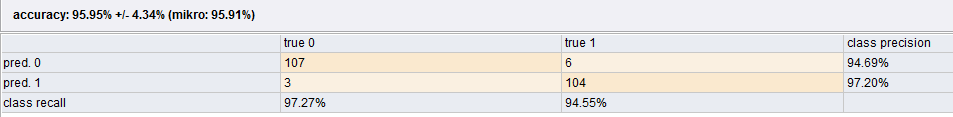 accuracy: 95.95% +/- 4.34% (mikro: 95.91%)
true 0 true 1 class precision
pred. 0 107 6 94.69%
pred. 1 3 104 97.20%
class recall 97.27% 94.55%